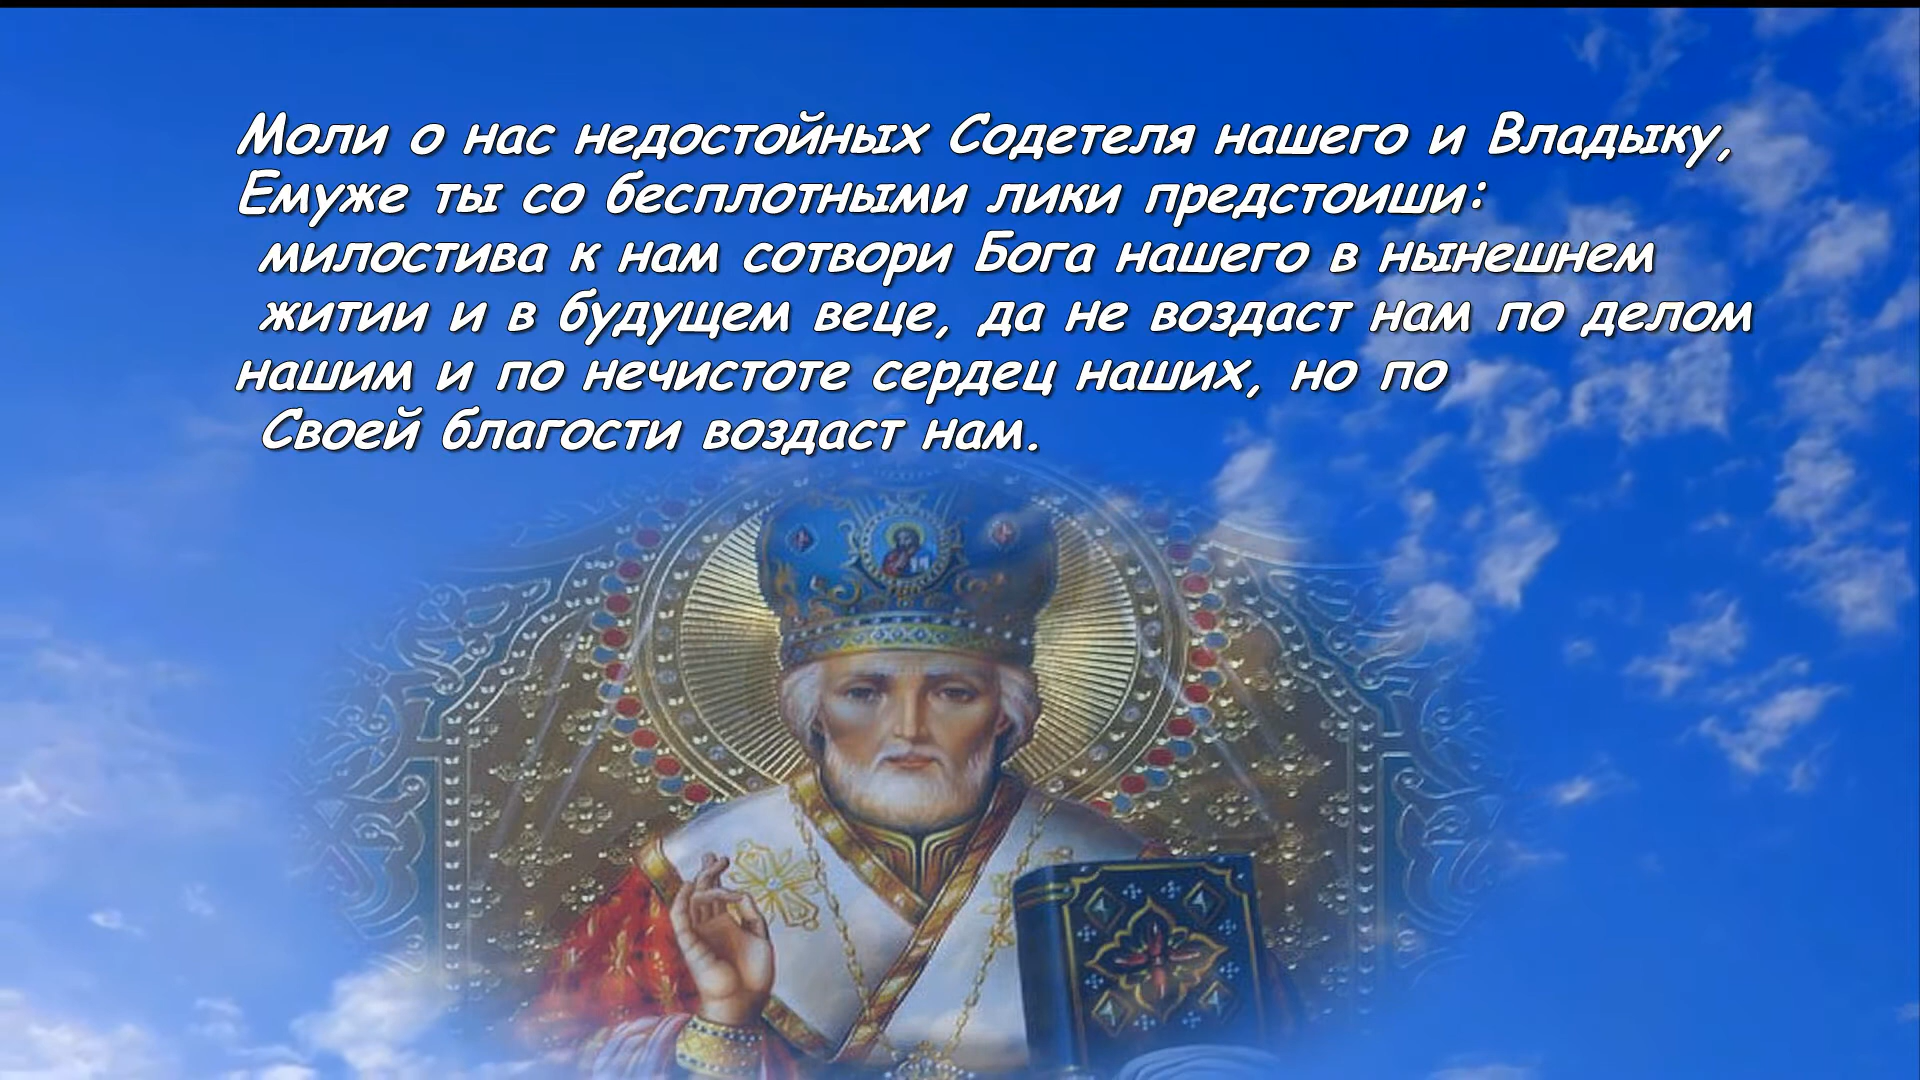 Моли о нас недостойных Содетеля нашего и Владыку,
Емуже ты со бесплотными лики предстоиши:
милостива к нам сотвори Бога нашего в нынешнем
житии и в будущем веце, да не воздаст нам по делом
нашим и по нечистоте сердец наших, но по
Своей благости воздаст нам.